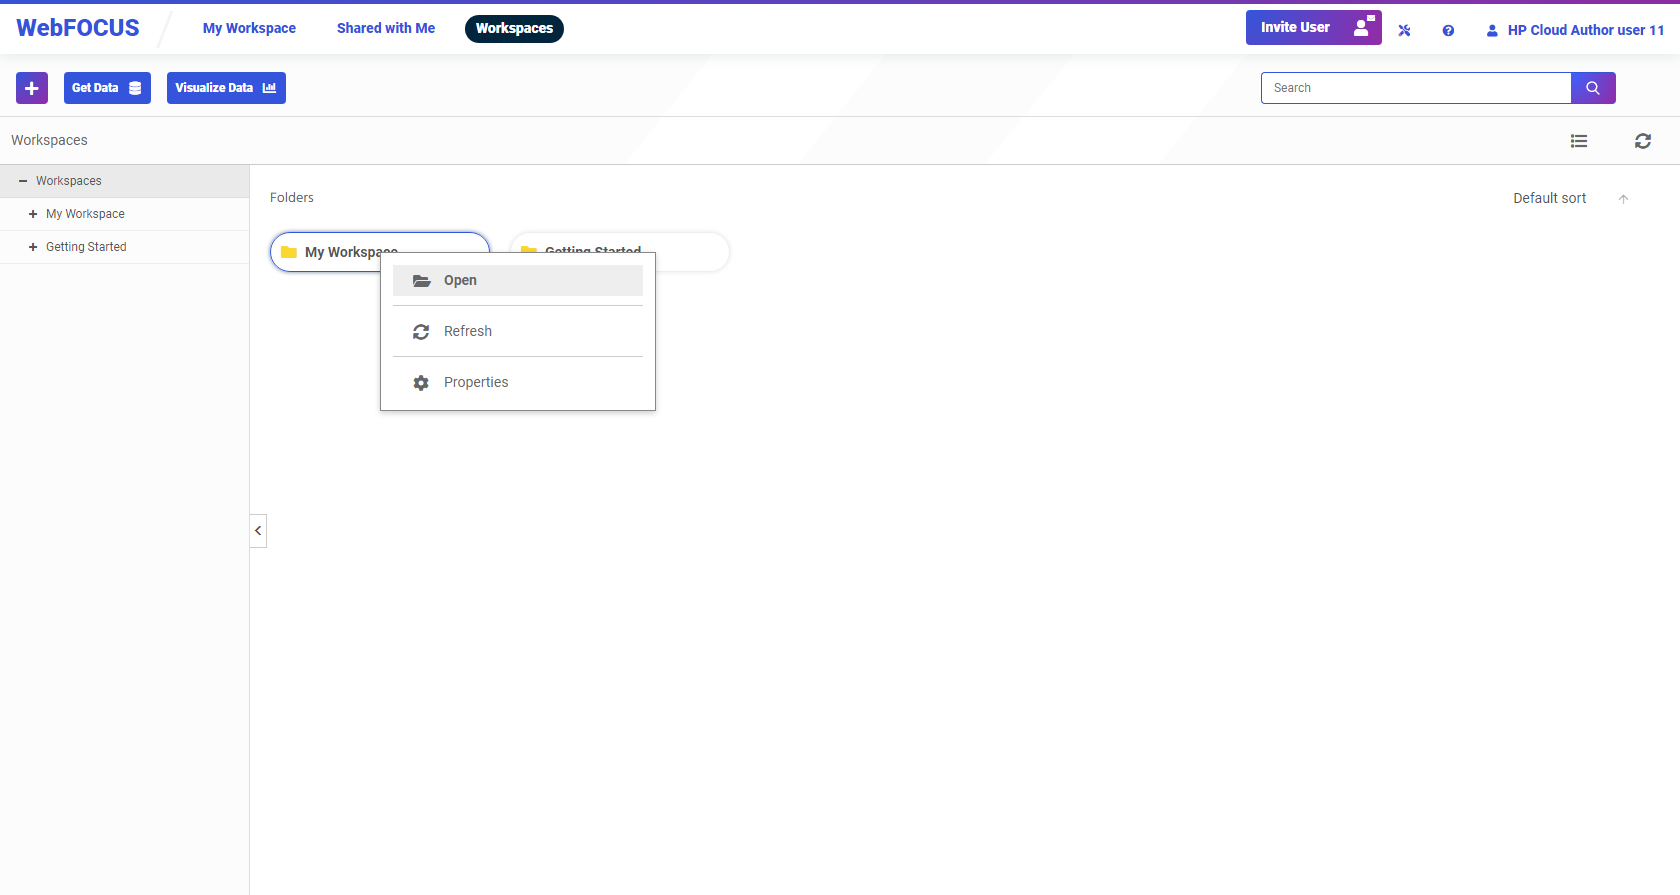 WebFOCUS
My Workspace
Shared with Me
Workspaces
Invite User
HP Cloud Author user 11
Get Data
Visualize Data
Search
Workspaces
Workspaces
My Workspace
Getting Started
Folders
Default sort
My Workspace
Getting Started
Open
Refresh
Properties